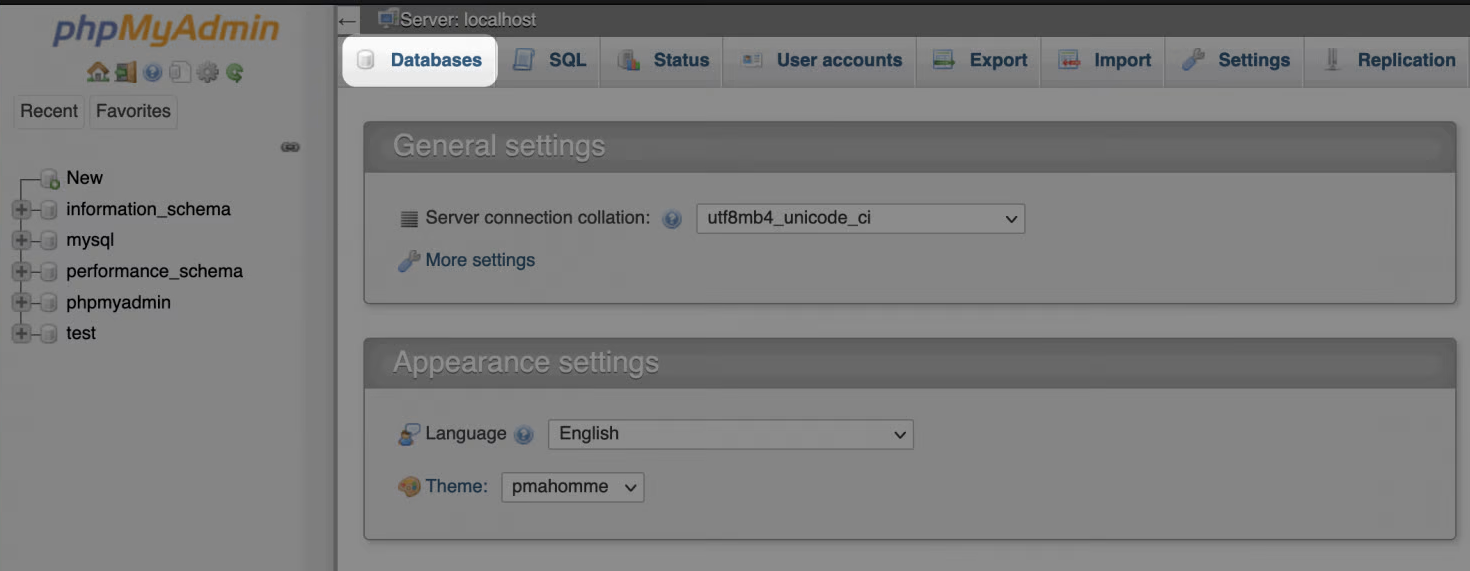 phpMyAdmin
Recent Favorites
New
information_schema
mysql
performance_schema
phpmyadmin
test
Server: localhost
Databases SQL Status User accounts Export Import Settings Replication
General settings
Server connection collation: utf8mb4_unicode_ci
More settings
Appearance settings
Language English
Theme: pmahomme